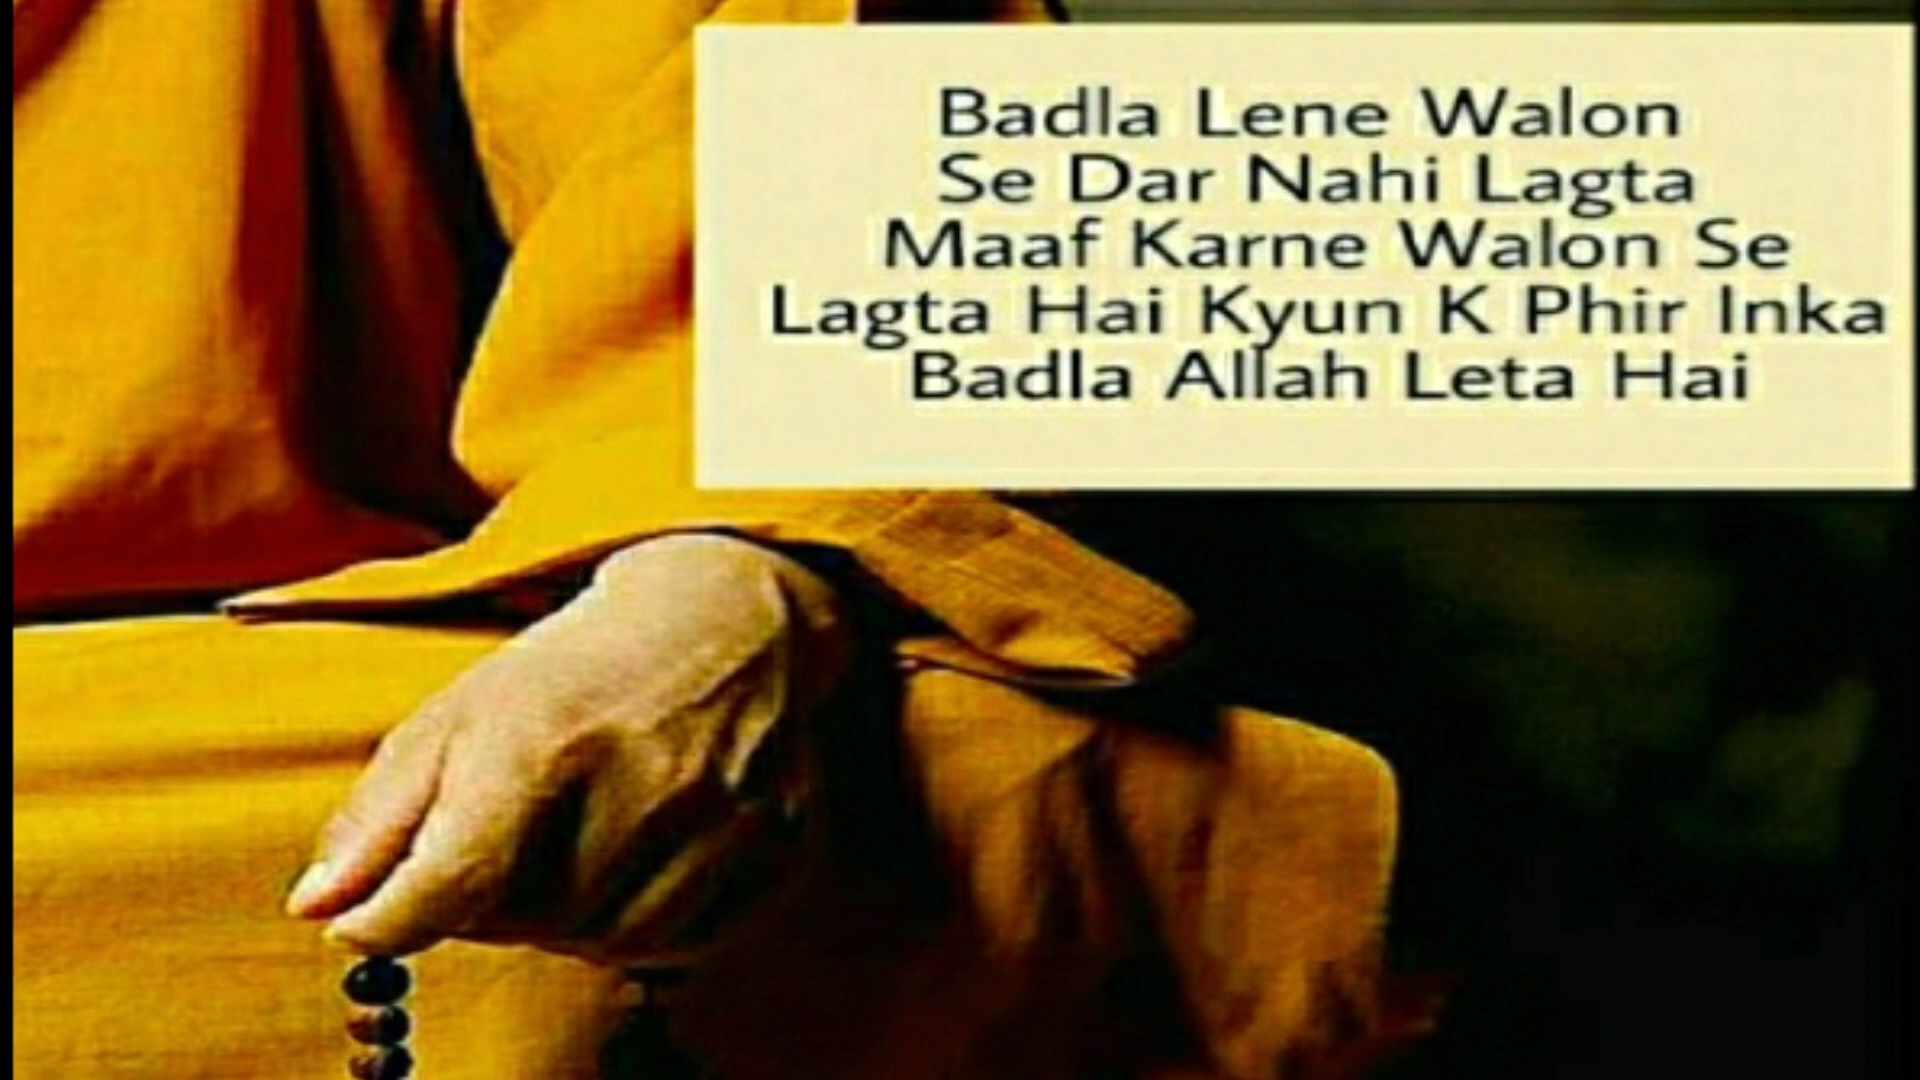 Badla Lene Walon
Se Dar Nahi Lagta
Maaf Karne Walon Se
Lagta Hai Kyun K Phir Inka
Badla Allah Leta Hai